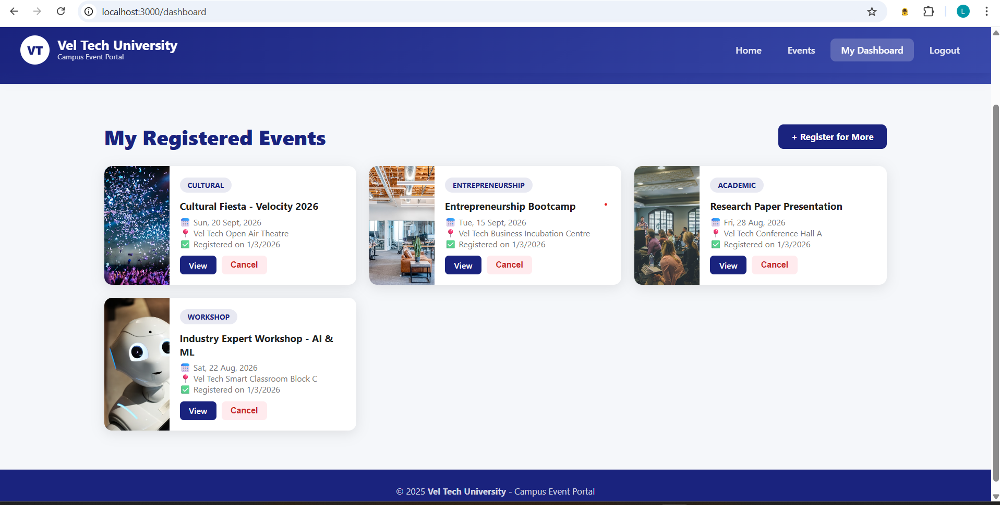 localhost:3000/dashboard
L
VT
Vel Tech University
Campus Event Portal
Home
Events
My Dashboard
Logout
My Registered Events
+ Register for More
CULTURAL
Cultural Fiesta - Velocity 2026
Sun, 20 Sept, 2026
Vel Tech Open Air Theatre
Registered on 1/3/2026
View
Cancel
ENTREPRENEURSHIP
Entrepreneurship Bootcamp
Tue, 15 Sept, 2026
Vel Tech Business Incubation Centre
Registered on 1/3/2026
View
Cancel
ACADEMIC
Research Paper Presentation
Fri, 28 Aug, 2026
Vel Tech Conference Hall A
Registered on 1/3/2026
View
Cancel
WORKSHOP
Industry Expert Workshop - AI &
ML
Sat, 22 Aug, 2026
Vel Tech Smart Classroom Block C
Registered on 1/3/2026
View
Cancel
© 2025 Vel Tech University - Campus Event Portal